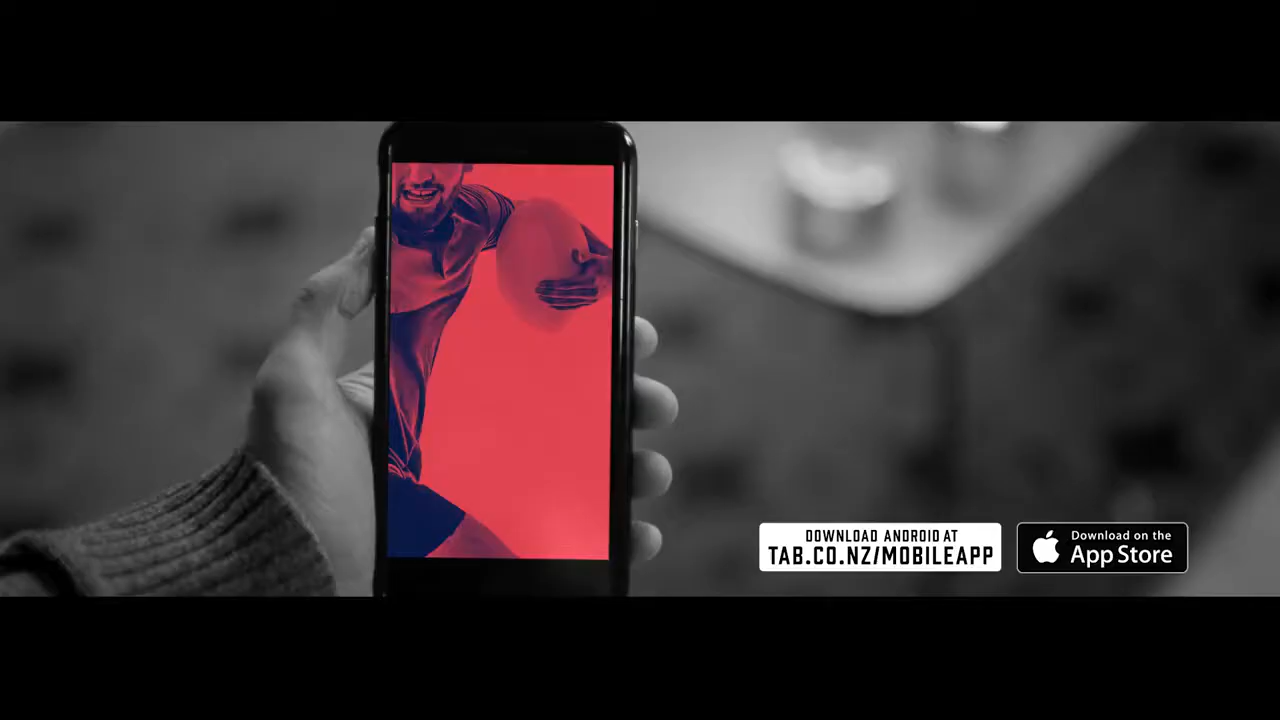 DOWNLOAD ANDROID AT
TAB.CO.NZ/MOBILEAPP
Download on the
App Store